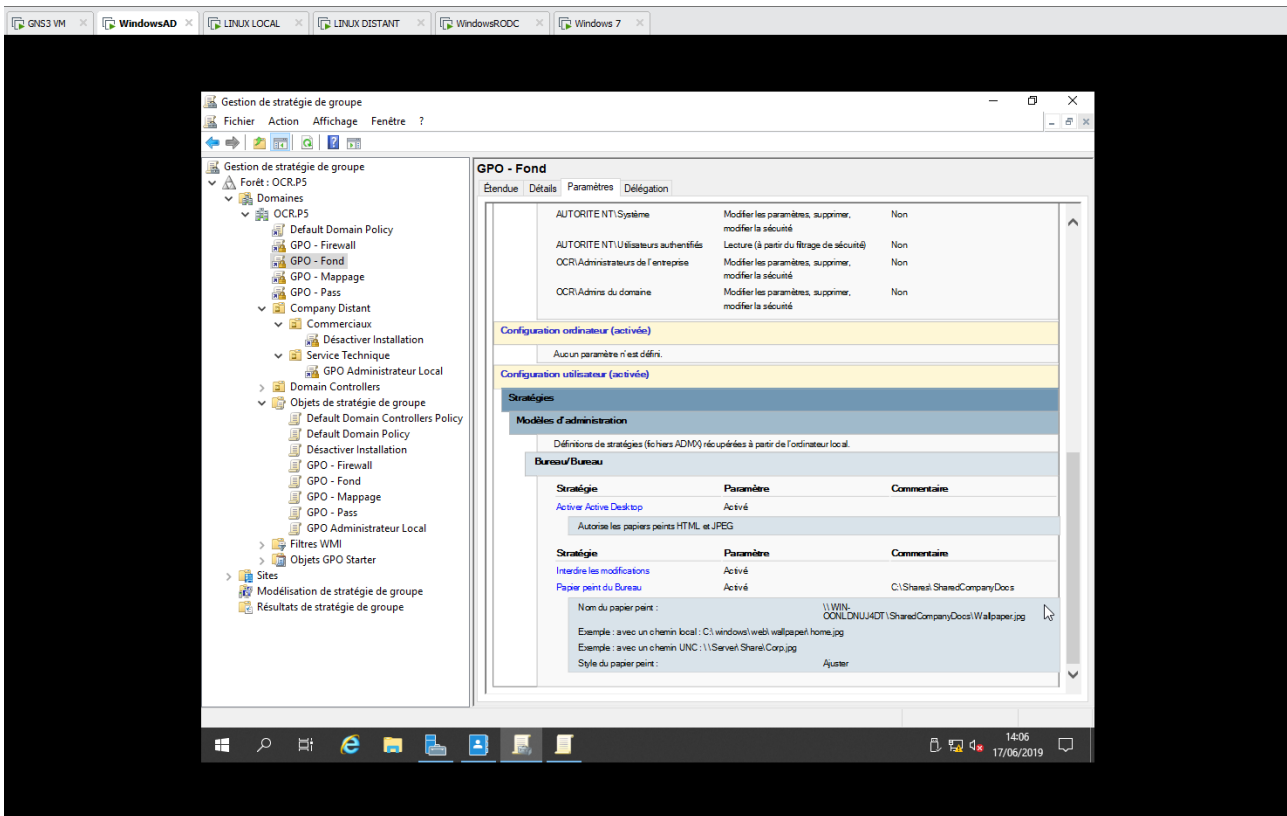 GNS3 VM
WindowsAD
LINUX LOCAL
LINUX DISTANT
WindowsRODC
Windows 7
Gestion de stratégie de groupe
Fichier Action Affichage Fenêtre ?
Gestion de stratégie de groupe
Forêt : OCR.P5
Domaines
OCR.P5
Default Domain Policy
GPO - Firewall
GPO - Fond
GPO - Mappage
GPO - Pass
Company Distant
Commerciaux
Désactiver Installation
Service Technique
GPO Administrateur Local
Domain Controllers
Objets de stratégie de groupe
Default Domain Controllers Policy
Default Domain Policy
Désactiver Installation
GPO - Firewall
GPO - Fond
GPO - Mappage
GPO - Pass
GPO Administrateur Local
Filtres WMI
Objets GPO Starter
Sites
Modélisation de stratégie de groupe
Résultats de stratégie de groupe
GPO - Fond
Étendue Détails Paramètres Délégation
AUTORITE NT\Système Modifier les paramètres, supprimer, Non
modifier la sécurité
AUTORITE NT\Utilisateurs authentifiés Lecture (à partir du filtrage de sécurité) Non
OCR\Administrateurs de l'entreprise Modifier les paramètres, supprimer, Non
modifier la sécurité
OCR\Admins du domaine Modifier les paramètres, supprimer, Non
modifier la sécurité
Configuration ordinateur (activée)
Aucun paramètre n'est défini.
Configuration utilisateur (activée)
Stratégies
Modèles d'administration
Définitions de stratégies (fichiers ADMX) récupérées à partir de l'ordinateur local.
Bureau/Bureau
Stratégie Paramètre Commentaire
Activer Active Desktop Activé
Autorise les papiers peints HTML et JPEG
Stratégie Paramètre Commentaire
Interdire les modifications Activé
Papier peint du Bureau Activé C:\Shares\SharedCompanyDocs
Nom du papier peint : \\WIN-
OONLDNUJ4DT\SharedCompanyDocs\Wallpaper.jpg
Exemple : avec un chemin local : C:\windows\web\wallpaper\home.jpg
Exemple : avec un chemin UNC : \\Server\Share\Corp.jpg
Style du papier peint : Ajuster
14:06
17/06/2019